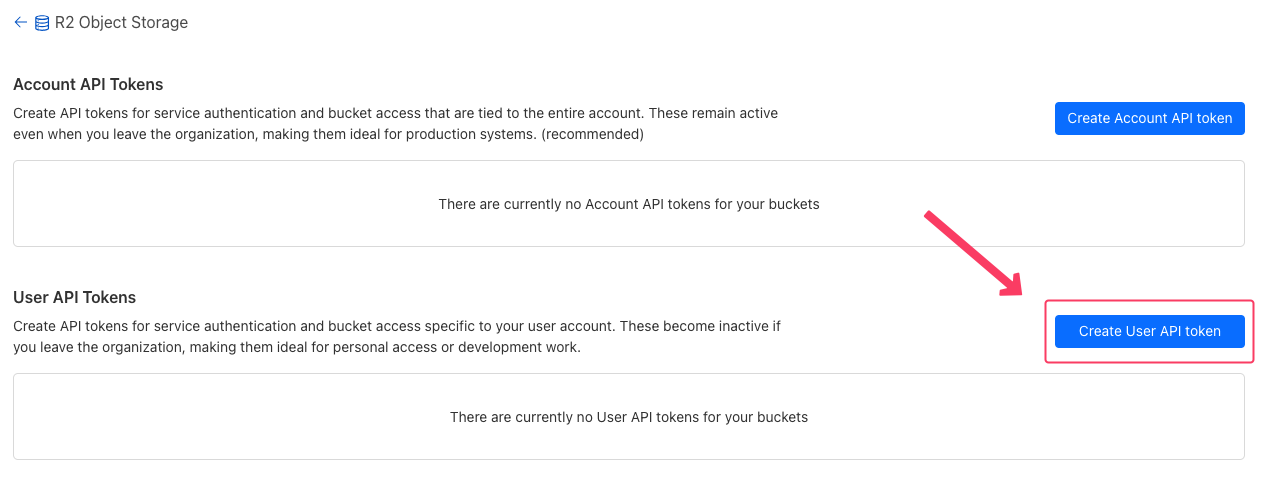 R2 Object Storage
Account API Tokens
Create API tokens for service authentication and bucket access that are tied to the entire account. These remain active
even when you leave the organization, making them ideal for production systems. (recommended)
Create Account API token
There are currently no Account API tokens for your buckets
User API Tokens
Create API tokens for service authentication and bucket access specific to your user account. These become inactive if
you leave the organization, making them ideal for personal access or development work.
Create User API token
There are currently no User API tokens for your buckets